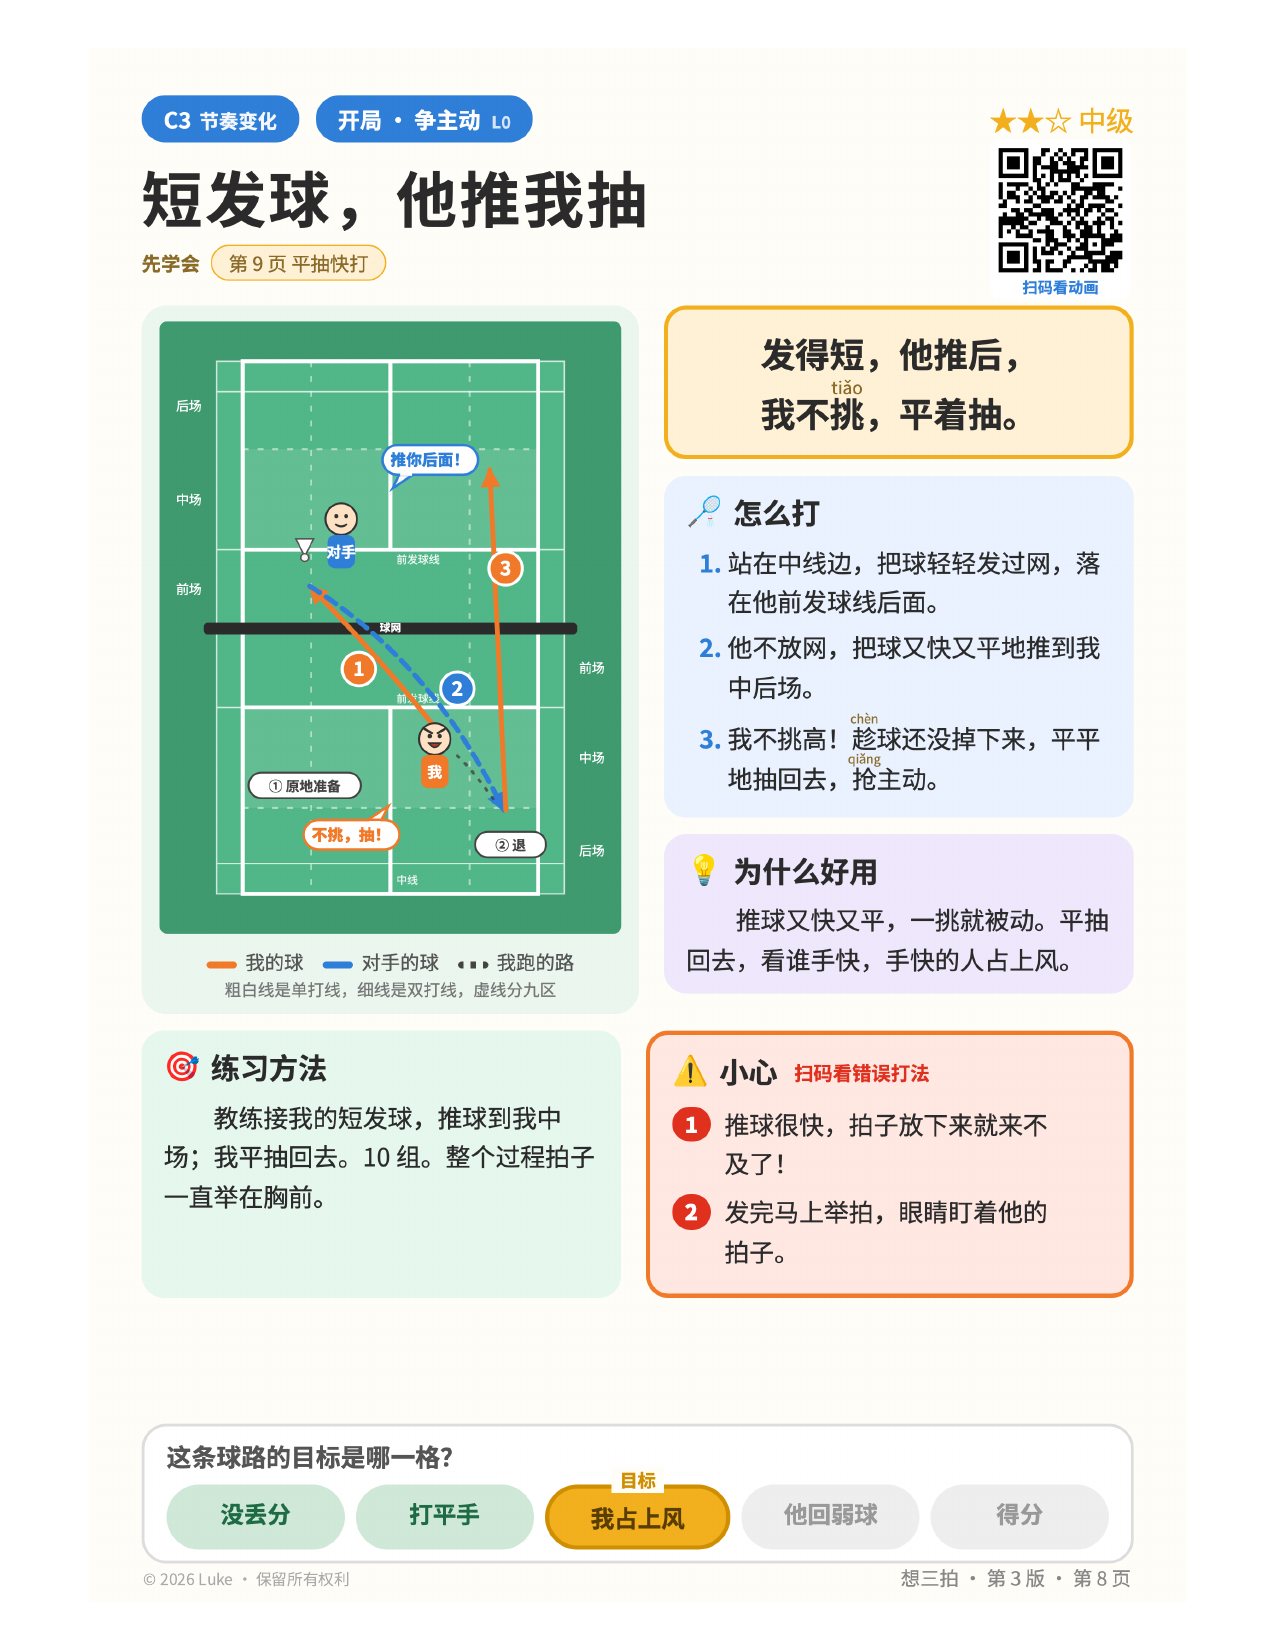 C3 节奏变化
开局 · 争主动 L0
★★☆ 中级
短发球，他推我抽
先学会 第 9 页 平抽快打
扫码看动画
后场
中场
前场
推你后面！
对手
前发球线
3
球网
1
2
前发球线
前场
中场
后场
我
① 原地准备
不挑，抽！
② 退
中线
我的球 对手的球 我跑的路
粗白线是单打线，细线是双打线，虚线分九区
发得短，他推后，
tiǎo
我不挑，平着抽。
怎么打
1. 站在中线边，把球轻轻发过网，落
在他前发球线后面。
2. 他不放网，把球又快又平地推到我
中后场。
chèn
3. 我不挑高！趁球还没掉下来，平平
qiǎng
地抽回去，抢主动。
为什么好用
推球又快又平，一挑就被动。平抽
回去，看谁手快，手快的人占上风。
练习方法
教练接我的短发球，推球到我中
场；我平抽回去。10 组。整个过程拍子
一直举在胸前。
小心 扫码看错误打法
1 推球很快，拍子放下来就来不
及了！
2 发完马上举拍，眼睛盯着他的
拍子。
这条球路的目标是哪一格？
目标
没丢分 打平手 我占上风 他回弱球 得分
© 2026 Luke · 保留所有权利
想三拍 · 第 3 版 · 第 8 页